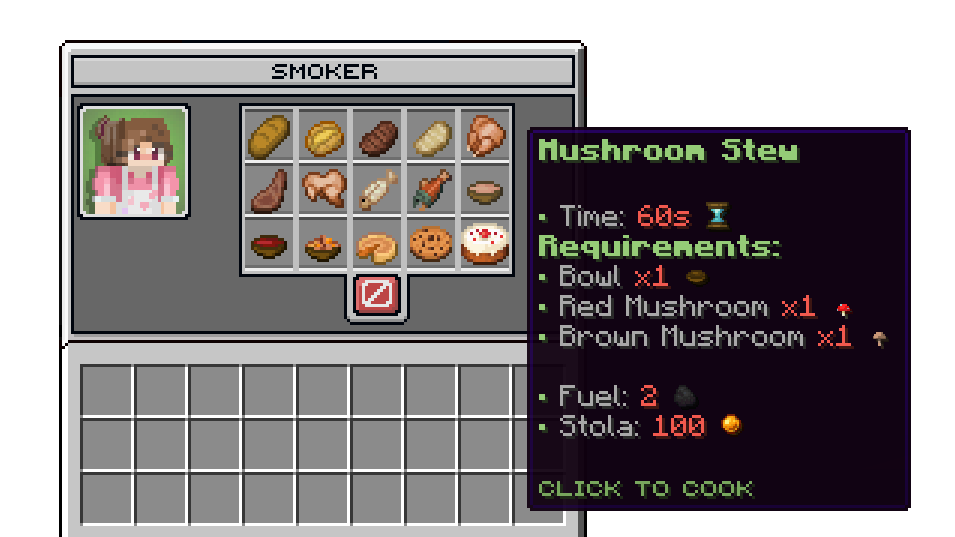 SMOKER
Mushroom Stew
• Time: 60s
Requirements:
• Bowl x1
• Red Mushroom x1
• Brown Mushroom x1
• Fuel: 2
• Stola: 100
CLICK TO COOK